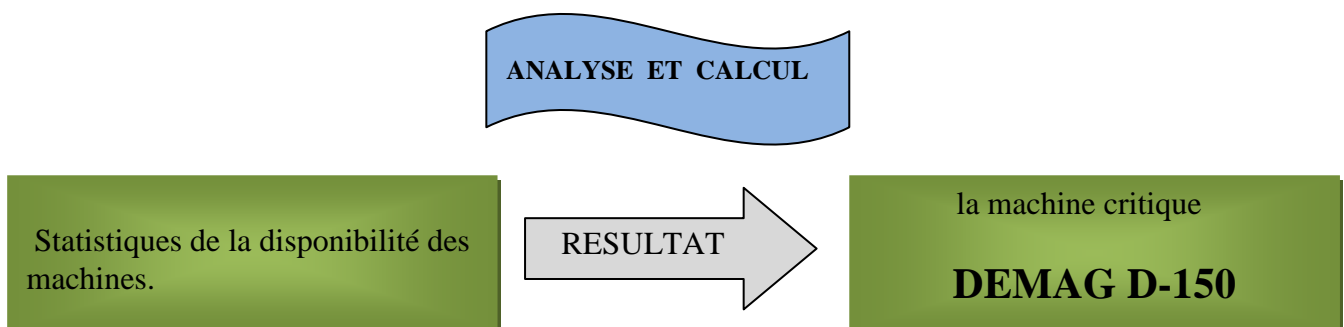 ANALYSE ET CALCUL
Statistiques de la disponibilité des
machines.
RESULTAT
la machine critique
DEMAG D-150